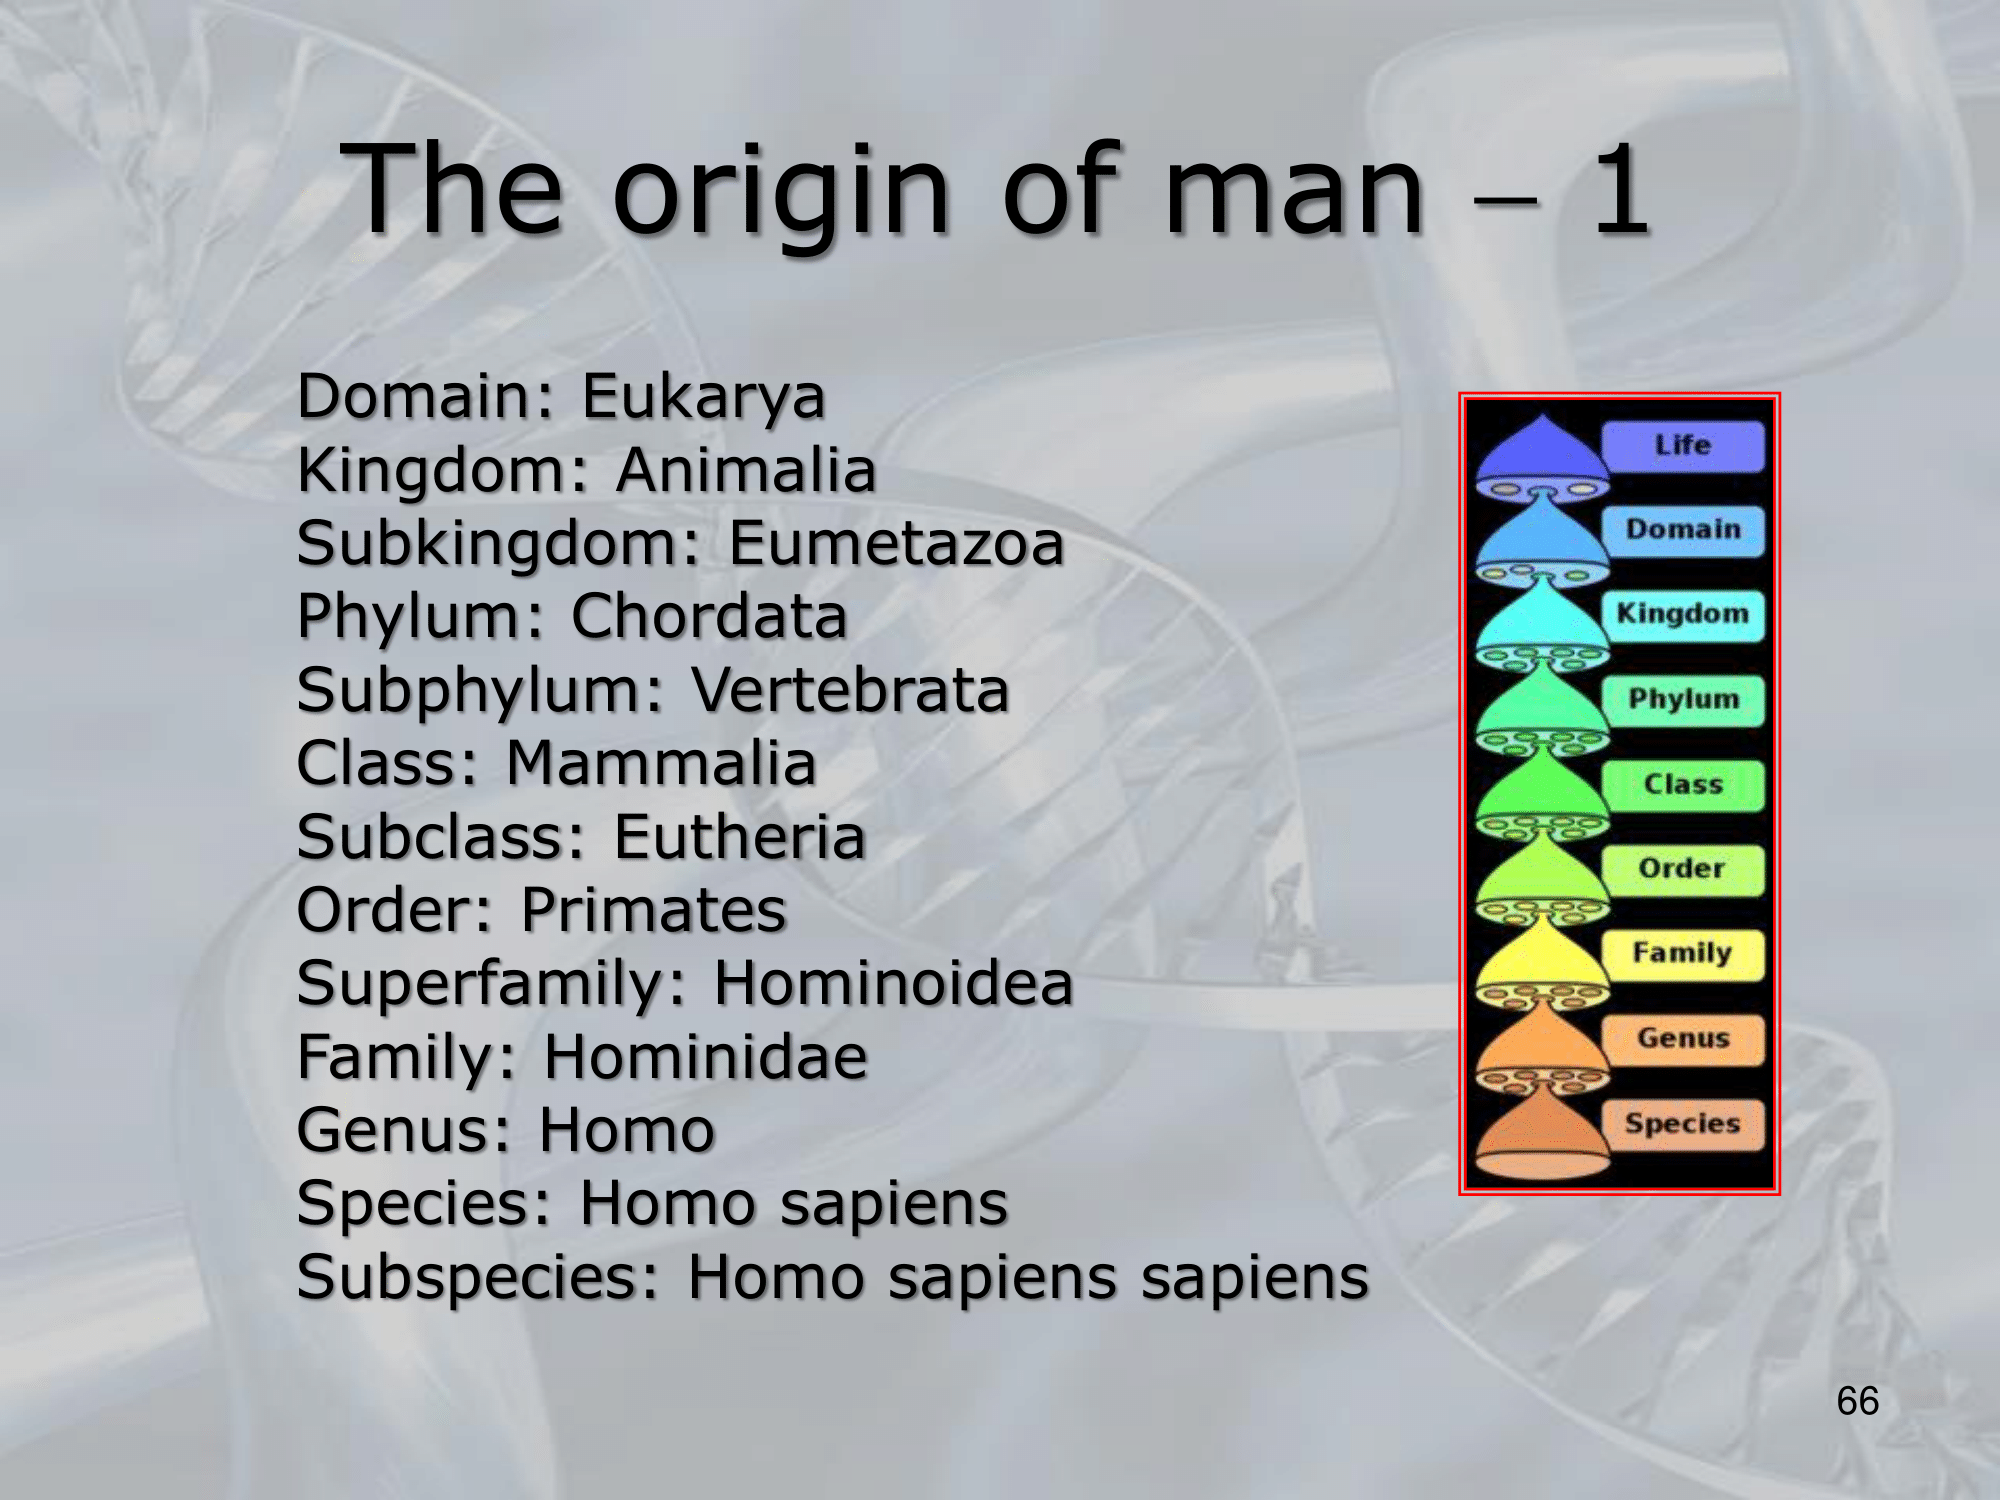 The origin of man – 1
Domain: Eukarya
Kingdom: Animalia
Subkingdom: Eumetazoa
Phylum: Chordata
Subphylum: Vertebrata
Class: Mammalia
Subclass: Eutheria
Order: Primates
Superfamily: Hominoidea
Family: Hominidae
Genus: Homo
Species: Homo sapiens
Subspecies: Homo sapiens sapiens
Life
Domain
Kingdom
Phylum
Class
Order
Family
Genus
Species
66